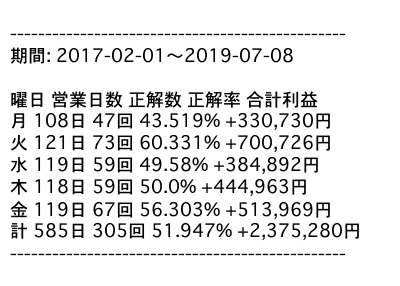 ------------------------------------------------
期間: 2017-02-01〜2019-07-08
曜日 営業日数 正解数 正解率 合計利益
月 108日 47回 43.519% +330,730円
火 121日 73回 60.331% +700,726円
水 119日 59回 49.58% +384,892円
木 118日 59回 50.0% +444,963円
金 119日 67回 56.303% +513,969円
計 585日 305回 51.947% +2,375,280円
------------------------------------------------